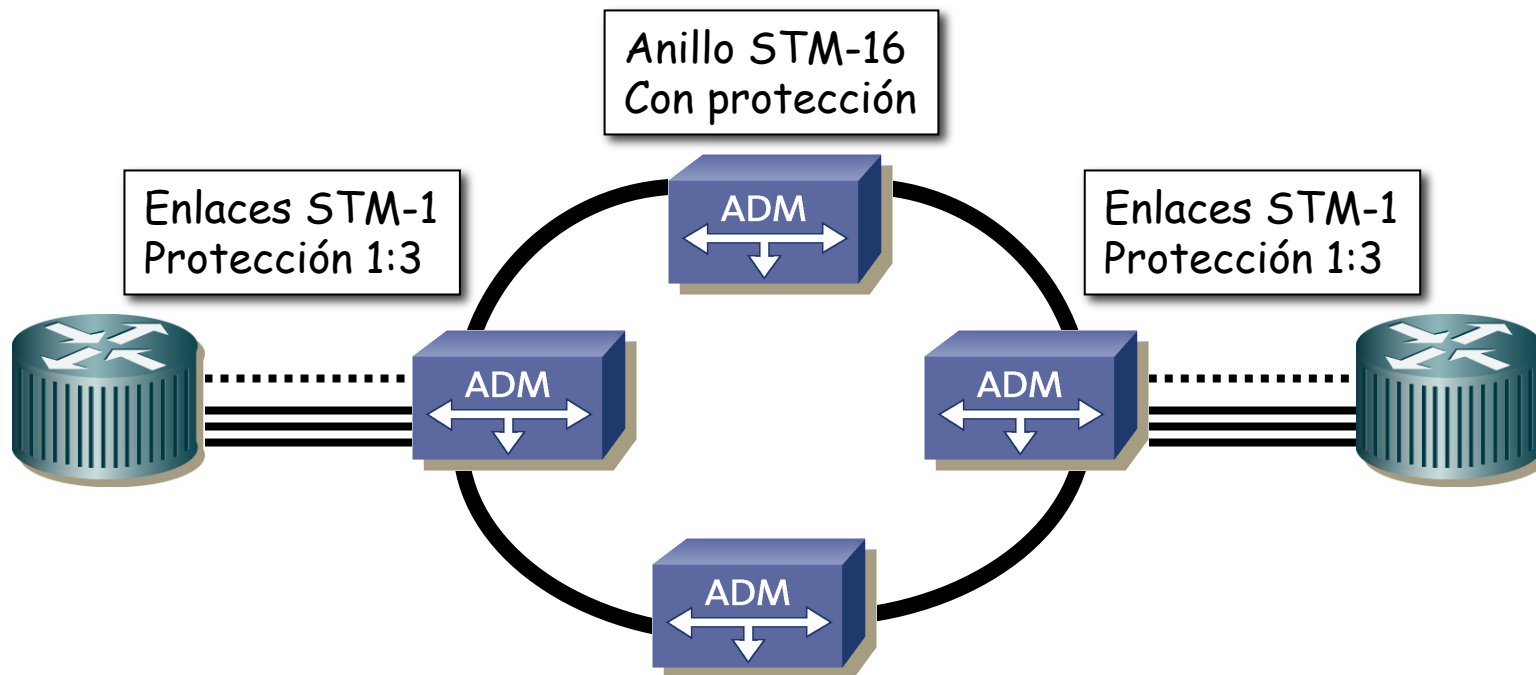 Anillo STM-16
Con protección
Enlaces STM-1
Protección 1:3
Enlaces STM-1
Protección 1:3
ADM
ADM
ADM
ADM